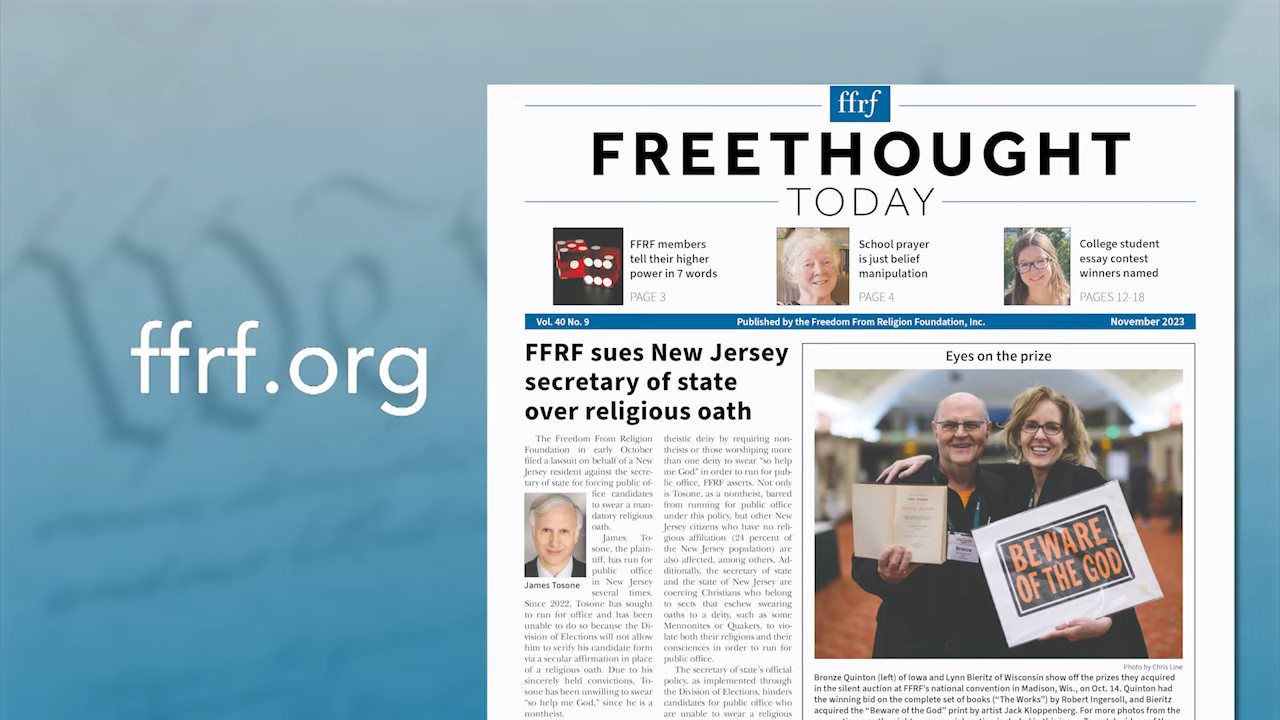 ffrf.org
ffrf
FREETHOUGHT
TODAY
FFRF members
tell their higher
power in 7 words
PAGE 3
School prayer
is just belief
manipulation
PAGE 4
College student
essay contest
winners named
PAGES 12-18
Vol. 40 No. 9 Published by the Freedom From Religion Foundation, Inc. November 2023
FFRF sues New Jersey
secretary of state
over religious oath
The Freedom From Religion
Foundation in early October
filed a lawsuit on behalf of a New
Jersey resident against the secre-
tary of state for forcing public of-
fice candidates
to swear a man-
datory religious
oath.
James To-
sone, the plain-
tiff, has run for
public office
in New Jersey
several times.
James Tosone
Since 2022, Tosone has sought
to run for office and has been
unable to do so because the Di-
vision of Elections will not allow
him to verify his candidate form
via a secular affirmation in place
of a religious oath. Due to his
sincerely held convictions, To-
sone has been unwilling to swear
“so help me God,” since he is a
nontheist.
theistic deity by requiring non-
theists or those worshiping more
than one deity to swear “so help
me God” in order to run for pub-
lic office, FFRF asserts. Not only
is Tosone, as a nontheist, barred
from running for public office
under this policy, but other New
Jersey citizens who have no reli-
gious affiliation (24 percent of
the New Jersey population) are
also affected, among others. Ad-
ditionally, the secretary of state
and the state of New Jersey are
coercing Christians who belong
to sects that eschew swearing
oaths to a deity, such as some
Mennonites or Quakers, to vio-
late both their religions and their
consciences in order to run for
public office.
The secretary of state’s official
policy, as implemented through
the Division of Elections, hinders
candidates for public office who
are unable to swear a religious
Eyes on the prize
BEWARE
OF THE GOD
Photo by Chris Line
Bronze Quinton (left) of Iowa and Lynn Bieritz of Wisconsin show off the prizes they acquired
in the silent auction at FFRF’s national convention in Madison, Wis., on Oct. 14. Quinton had
the winning bid on the complete set of books (“The Works”) by Robert Ingersoll, and Bieritz
acquired the “Beware of the God” print by artist Jack Kloppenberg. For more photos from the